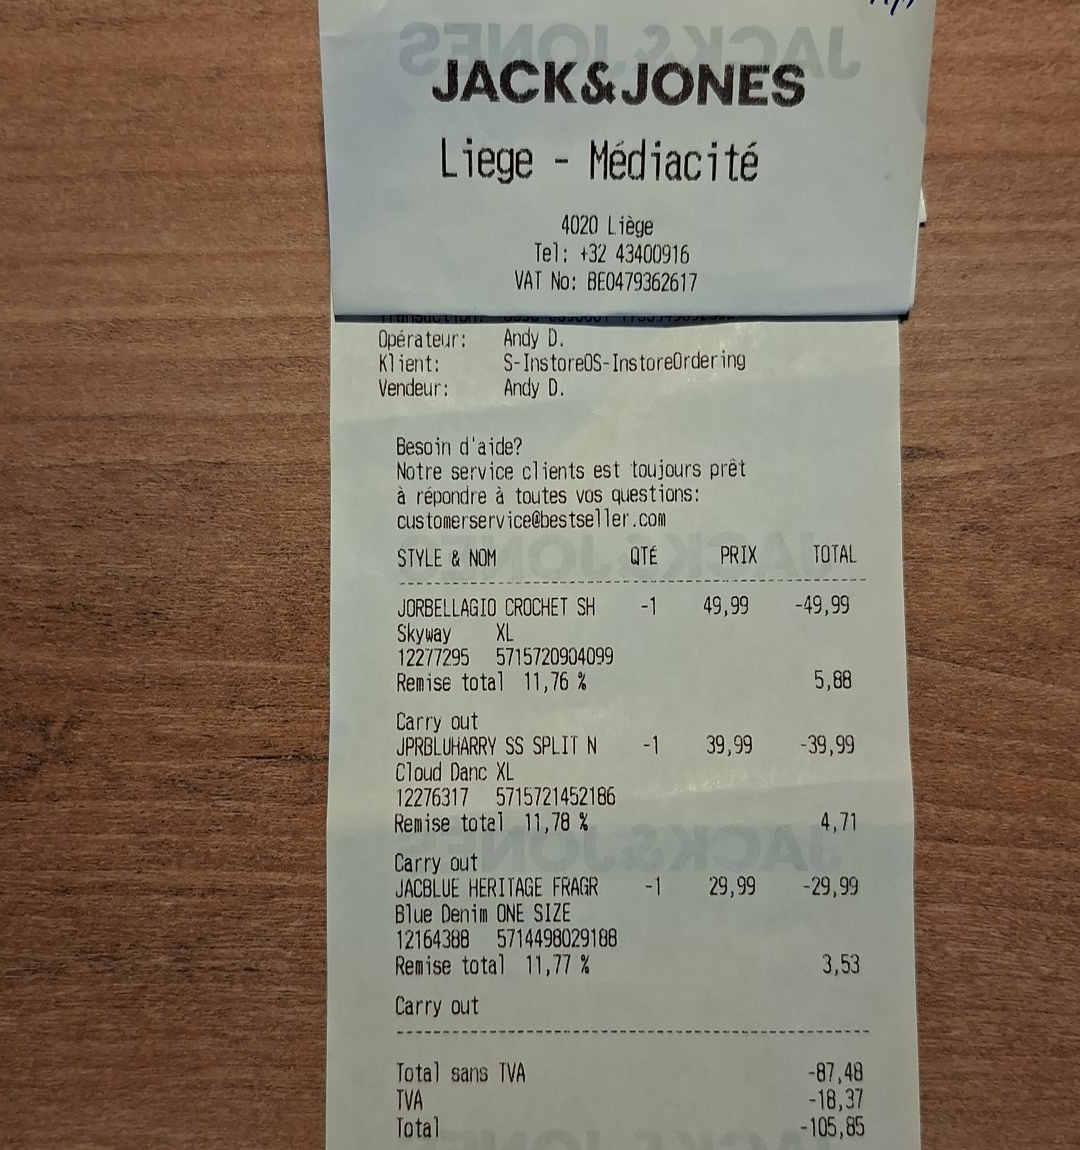 JACK&JONES
Liege - Médiacité
4020 Liège
Tel: +32 43400916
VAT No: BE0479362617
Opérateur: Andy D.
Klient: S-InstoreOS-InstoreOrdering
Vendeur: Andy D.
Besoin d'aide?
Notre service clients est toujours prêt
à répondre à toutes vos questions:
customerservice@bestseller.com
STYLE & NOM QTÉ PRIX TOTAL
JORBELLAGIO CROCHET SH -1 49,99 -49,99
Skyway XL
12277295 5715720904099
Remise total 11,76 % 5,88
Carry out
JPRBLUHARRY SS SPLIT N -1 39,99 -39,99
Cloud Danc XL
12276317 5715721452186
Remise total 11,78 % 4,71
Carry out
JACBLUE HERITAGE FRAGR -1 29,99 -29,99
Blue Denim ONE SIZE
12164388 5714498029188
Remise total 11,77 % 3,53
Carry out
Total sans TVA -87,48
TVA -18,37
Total -105,85